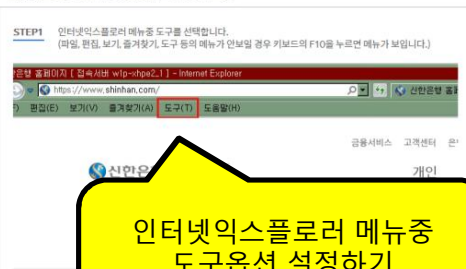 STEP1 인터넷익스플로러 메뉴중 도구를 선택합니다.
(파일, 편집, 보기, 즐겨찾기, 도구 등의 메뉴가 안보일 경우 키보드의 F10을 누르면 메뉴가 보입니다.)
은행 홈페이지 [ 접속서버 wlp-xhpe2_1 ] - Internet Explorer
https://www.shinhan.com/ 신한은행 홈페
편집(E) 보기(V) 즐겨찾기(A) 도구(T) 도움말(H)
금융서비스 고객센터
신한은 개인
인터넷익스플로러 메뉴중
도구옵션 설정하기